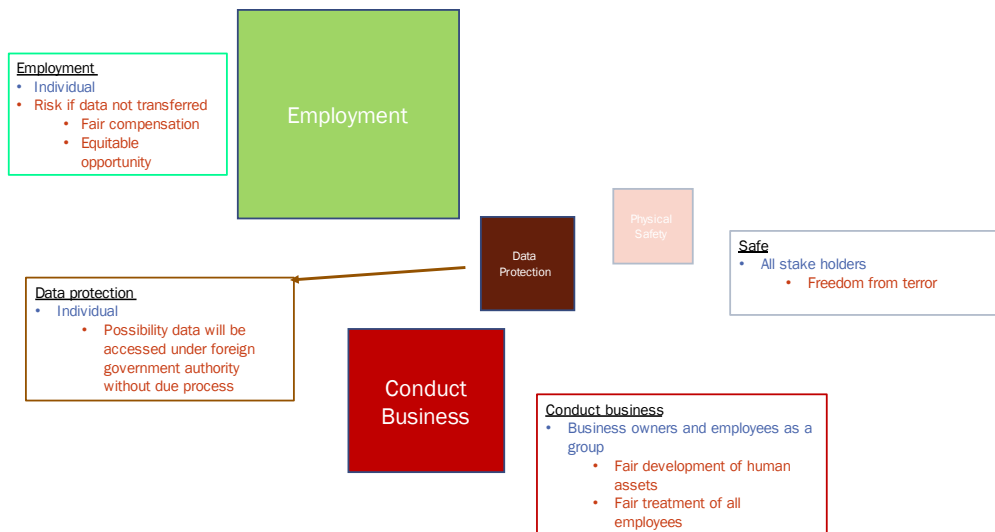 Employment
• Individual
• Risk if data not transferred
• Fair compensation
• Equitable
opportunity
Employment
Physical
Safety
Data
Protection
Safe
• All stake holders
• Freedom from terror
Data protection
• Individual
• Possibility data will be
accessed under foreign
government authority
without due process
Conduct
Business
Conduct business
• Business owners and employees as a
group
• Fair development of human
assets
• Fair treatment of all
employees